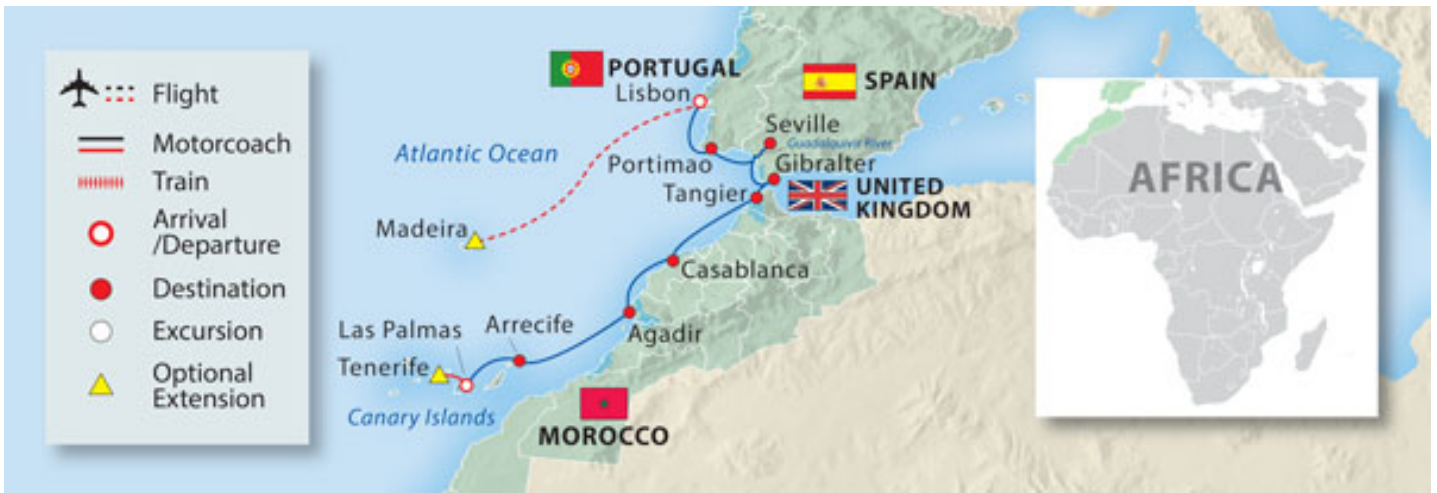 Flight
Motorcoach
Train
Arrival
/Departure
Destination
Excursion
Optional
Extension
PORTUGAL
Lisbon
SPAIN
Seville
Guadalquivir River
Atlantic Ocean
Portimao
Gibralter
Tangier
UNITED
KINGDOM
Madeira
Casablanca
Las Palmas
Arrecife
Agadir
Tenerife
Canary Islands
MOROCCO
AFRICA